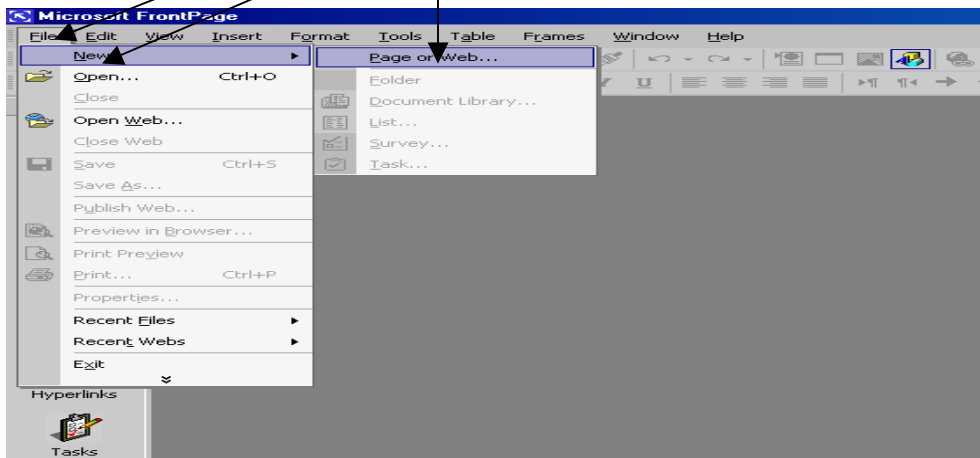 Microsoft FrontPage
File Edit View Insert Format Tools Table Frames Window Help
New
Open... Ctrl+O
Close
Open Web...
Close Web
Save Ctrl+S
Save As...
Publish Web...
Preview in Browser...
Print Preview
Print... Ctrl+P
Properties...
Recent Files
Recent Webs
Exit
Page or Web...
Folder
Document Library...
List...
Survey...
Task...
U
Hyperlinks
Tasks